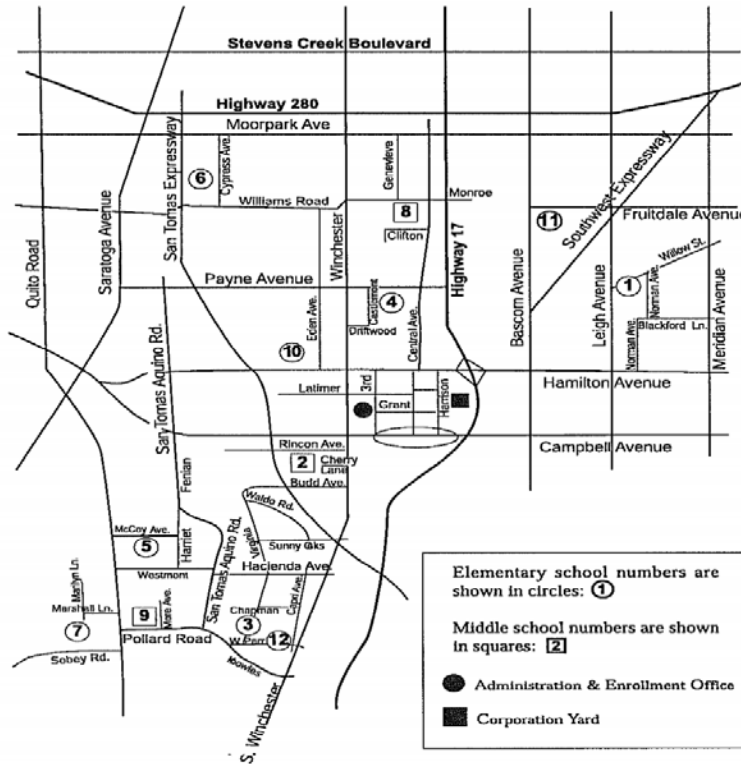 Stevens Creek Boulevard
Highway 280
Moorpark Ave
Quito Road
Saratoga Avenue
San Tomas Expressway
6
Cypress Ave.
Genevieve
Williams Road
Monroe
8
Clifton
Winchester
Highway 17
11
Fruitdale Avenue
Southwest Expressway
Willow St.
Payne Avenue
Eden Ave.
4
Castlemont
Driftwood
Central Ave.
10
Bascom Avenue
Leigh Avenue
1
Norman Ave.
Norman Ave.
Blackford Ln.
Meridian Avenue
Hamilton Avenue
San Tomas Aquino Rd.
Latimer
3rd
Grant
Harrison
Campbell Avenue
Rincon Ave.
2
Cherry
Lane
Budd Ave.
Fenian
Waldo Rd.
McCoy Ave.
5
Harriet
San Tomas Aquino Rd.
Virginia
Sunny Oaks
Westmont
Hacienda Ave.
Marilyn Ln.
Marshall Ln.
9
More Ave.
Chapman
Capri Ave.
3
7
Pollard Road
W Parr
12
Sobey Rd.
Knowles
S. Winchester
Elementary school numbers are
shown in circles: 1
Middle school numbers are shown
in squares: 2
Administration & Enrollment Office
Corporation Yard